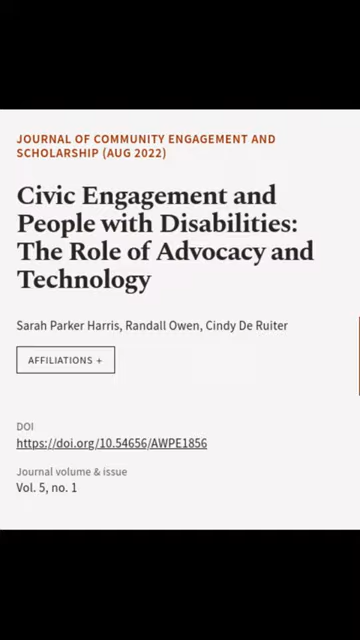 JOURNAL OF COMMUNITY ENGAGEMENT AND
SCHOLARSHIP (AUG 2022)
Civic Engagement and
People with Disabilities:
The Role of Advocacy and
Technology
Sarah Parker Harris, Randall Owen, Cindy De Ruiter
AFFILIATIONS +
DOI
https://doi.org/10.54656/AWPE1856
Journal volume & issue
Vol. 5, no. 1